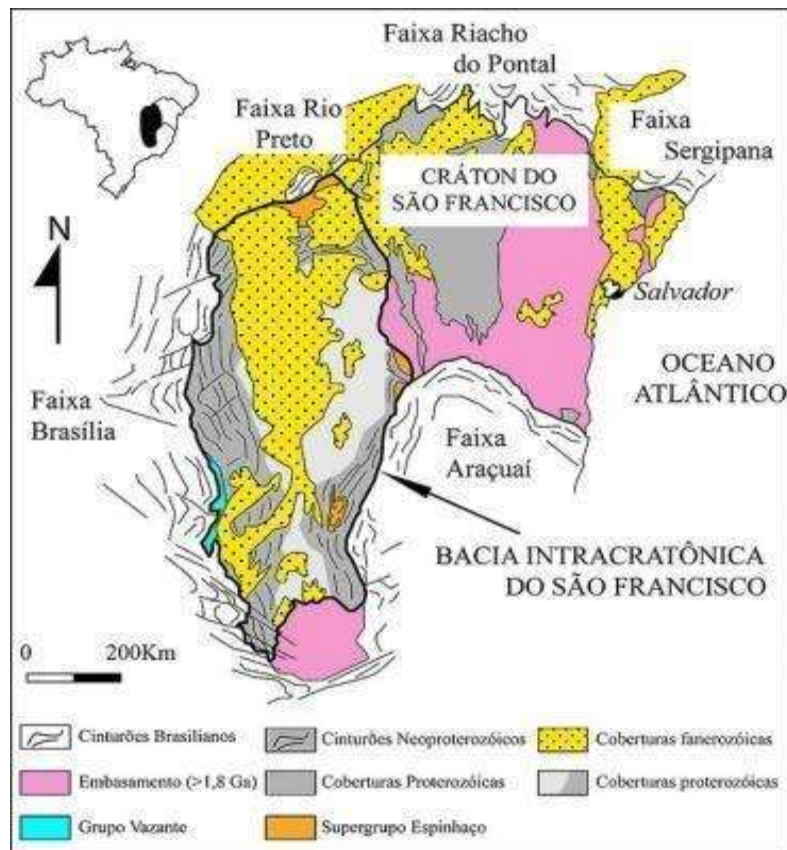 Faixa Riacho
do Pontal
Faixa Rio
Preto
Faixa
Sergipana
CRÁTON DO
SÃO FRANCISCO
N
Salvador
OCEANO
ATLÂNTICO
Faixa
Brasília
Faixa
Araçuaí
BACIA INTRACRATÔNICA
DO SÃO FRANCISCO
0 200Km
Cinturões Brasilianos
Cinturões Neoproterozóicos
Coberturas fanerozóicas
Embasamento (>1,8 Ga)
Coberturas Proterozóicas
Coberturas proterozóicas
Grupo Vazante
Supergrupo Espinhaço